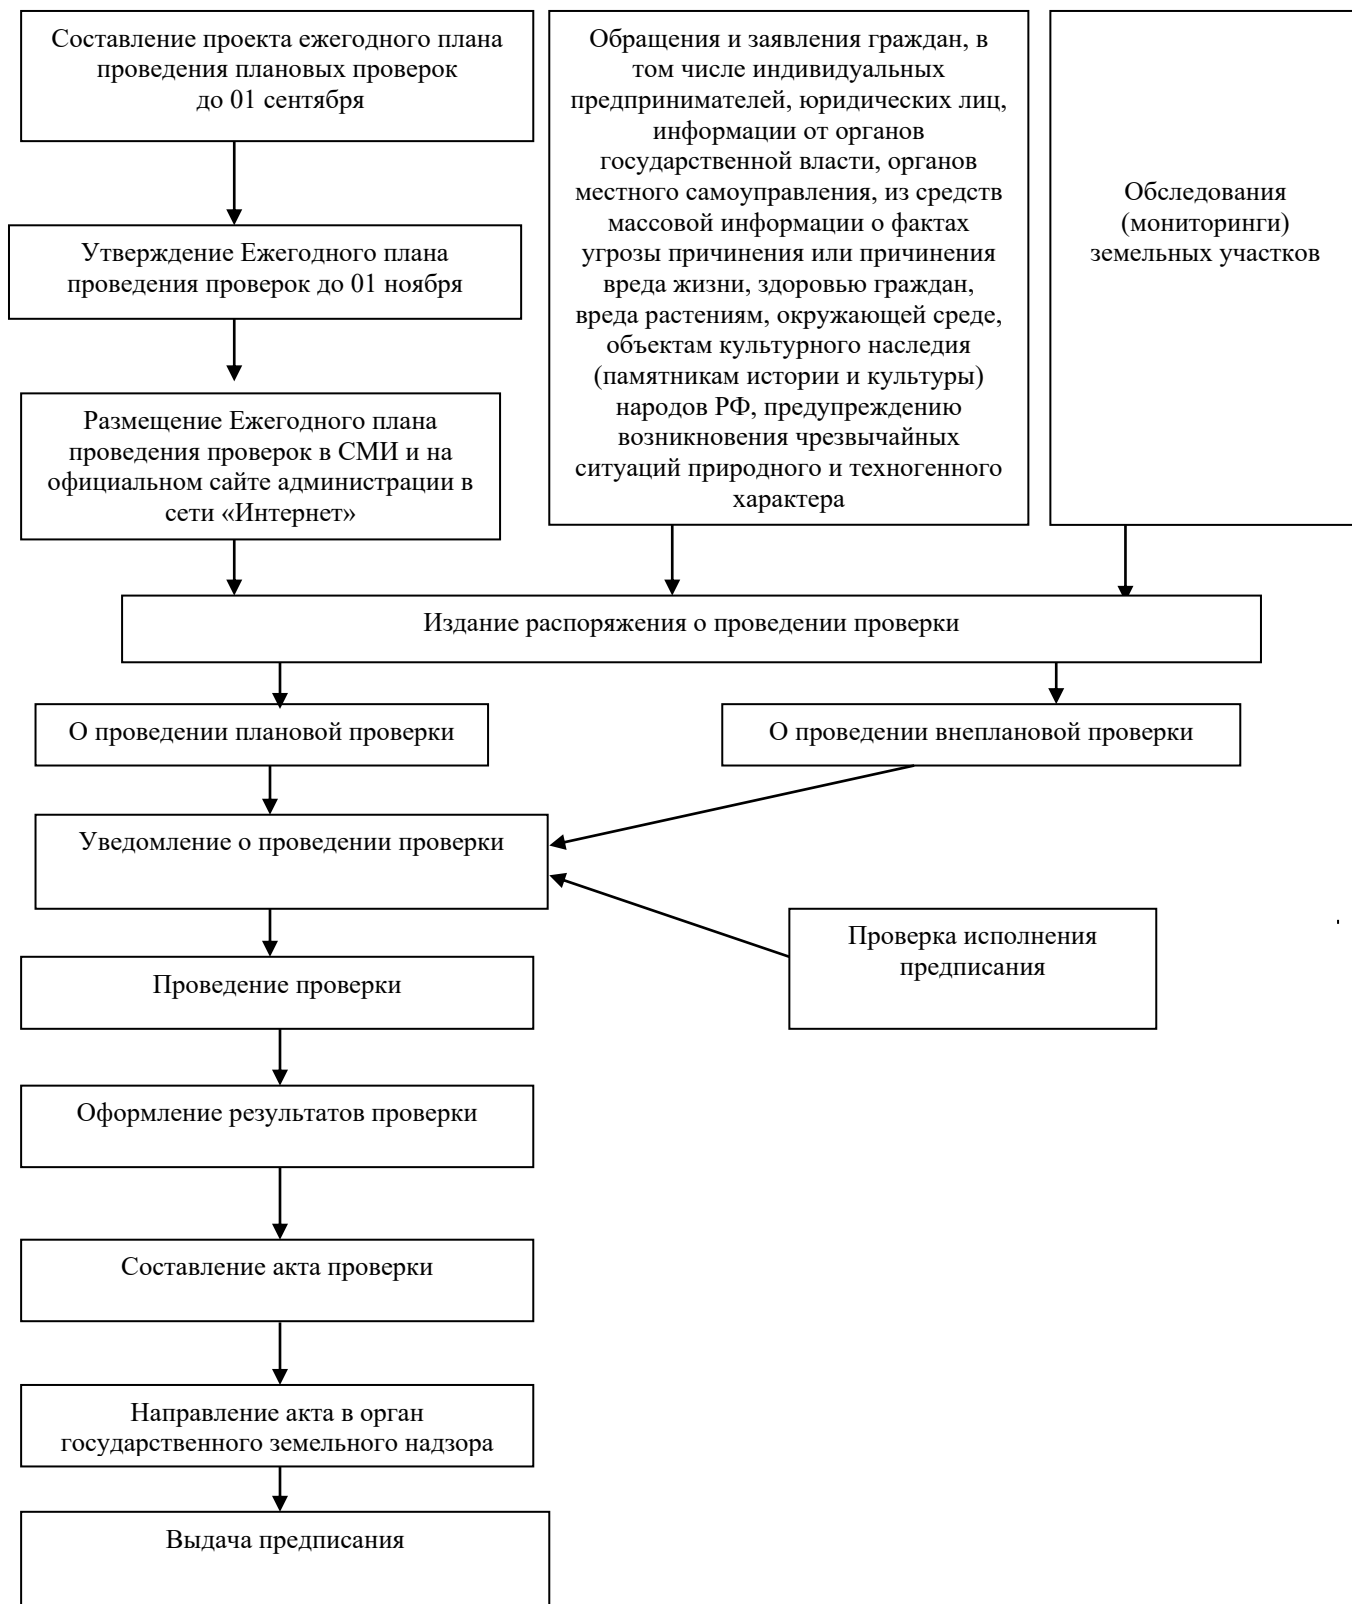 Составление проекта ежегодного плана
проведения плановых проверок
до 01 сентября
Утверждение Ежегодного плана
проведения проверок до 01 ноября
Размещение Ежегодного плана
проведения проверок в СМИ и на
официальном сайте администрации в
сети «Интернет»
Обращения и заявления граждан, в
том числе индивидуальных
предпринимателей, юридических лиц,
информации от органов
государственной власти, органов
местного самоуправления, из средств
массовой информации о фактах
угрозы причинения или причинения
вреда жизни, здоровью граждан,
вреда растениям, окружающей среде,
объектам культурного наследия
(памятникам истории и культуры)
народов РФ, предупреждению
возникновения чрезвычайных
ситуаций природного и техногенного
характера
Обследования
(мониторинги)
земельных участков
Издание распоряжения о проведении проверки
О проведении плановой проверки
О проведении внеплановой проверки
Уведомление о проведении проверки
Проверка исполнения
предписания
Проведение проверки
Оформление результатов проверки
Составление акта проверки
Направление акта в орган
государственного земельного надзора
Выдача предписания